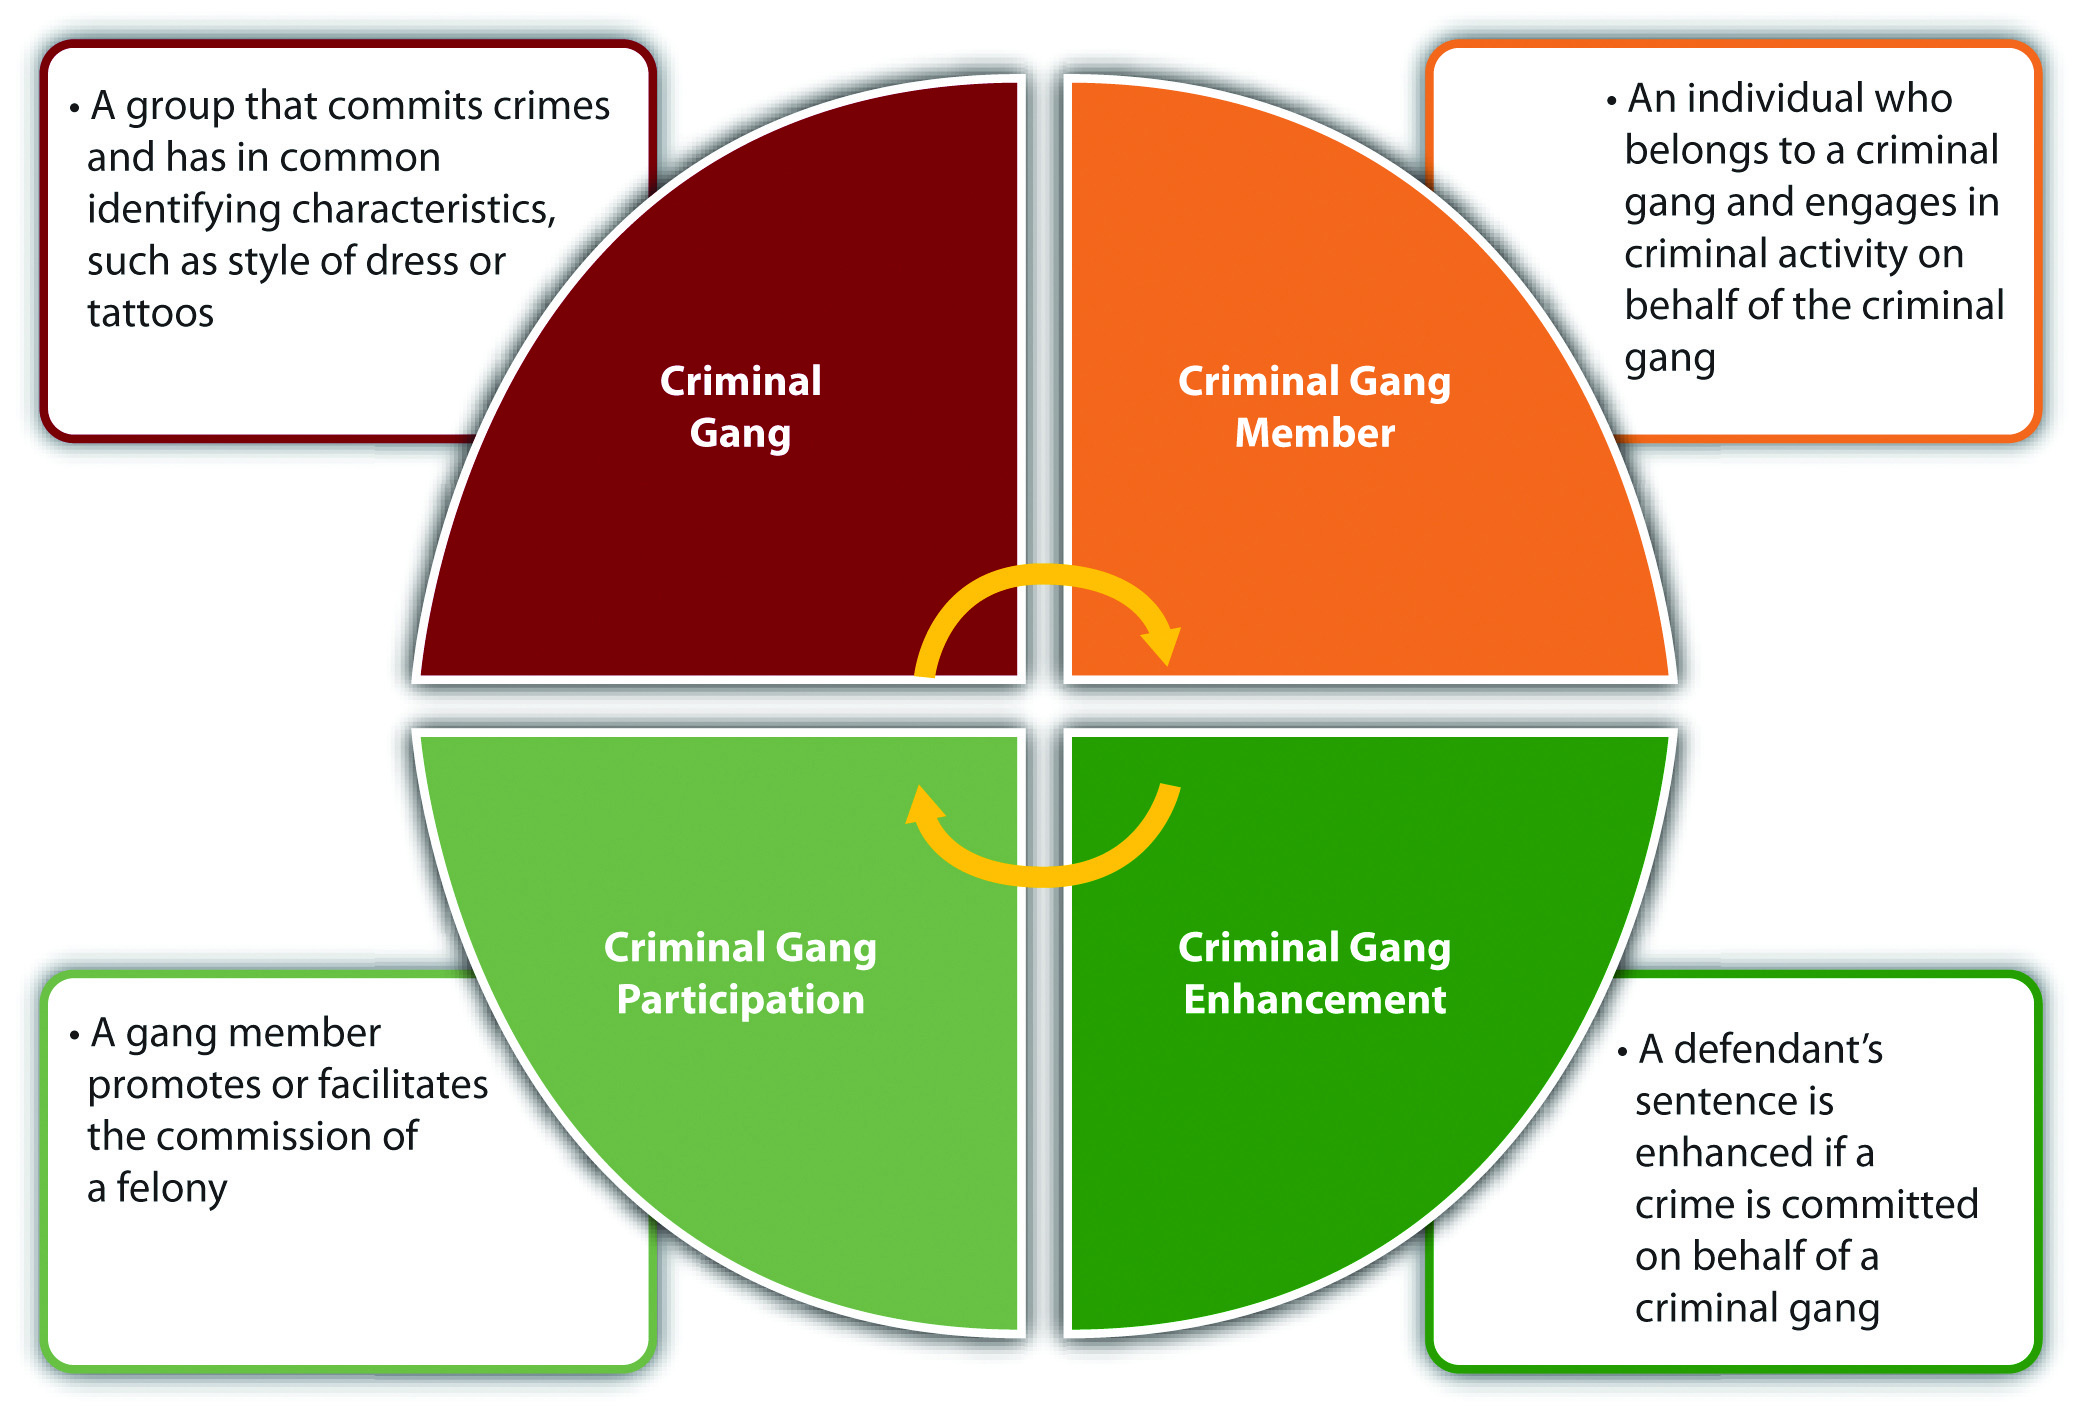 • A group that commits crimes
and has in common
identifying characteristics,
such as style of dress or
tattoos
Criminal
Gang
• An individual who
belongs to a criminal
gang and engages in
criminal activity on
behalf of the criminal
gang
Criminal Gang
Member
• A gang member
promotes or facilitates
the commission of
a felony
Criminal Gang
Participation
Criminal Gang
Enhancement
• A defendant’s
sentence is
enhanced if a
crime is committed
on behalf of a
criminal gang